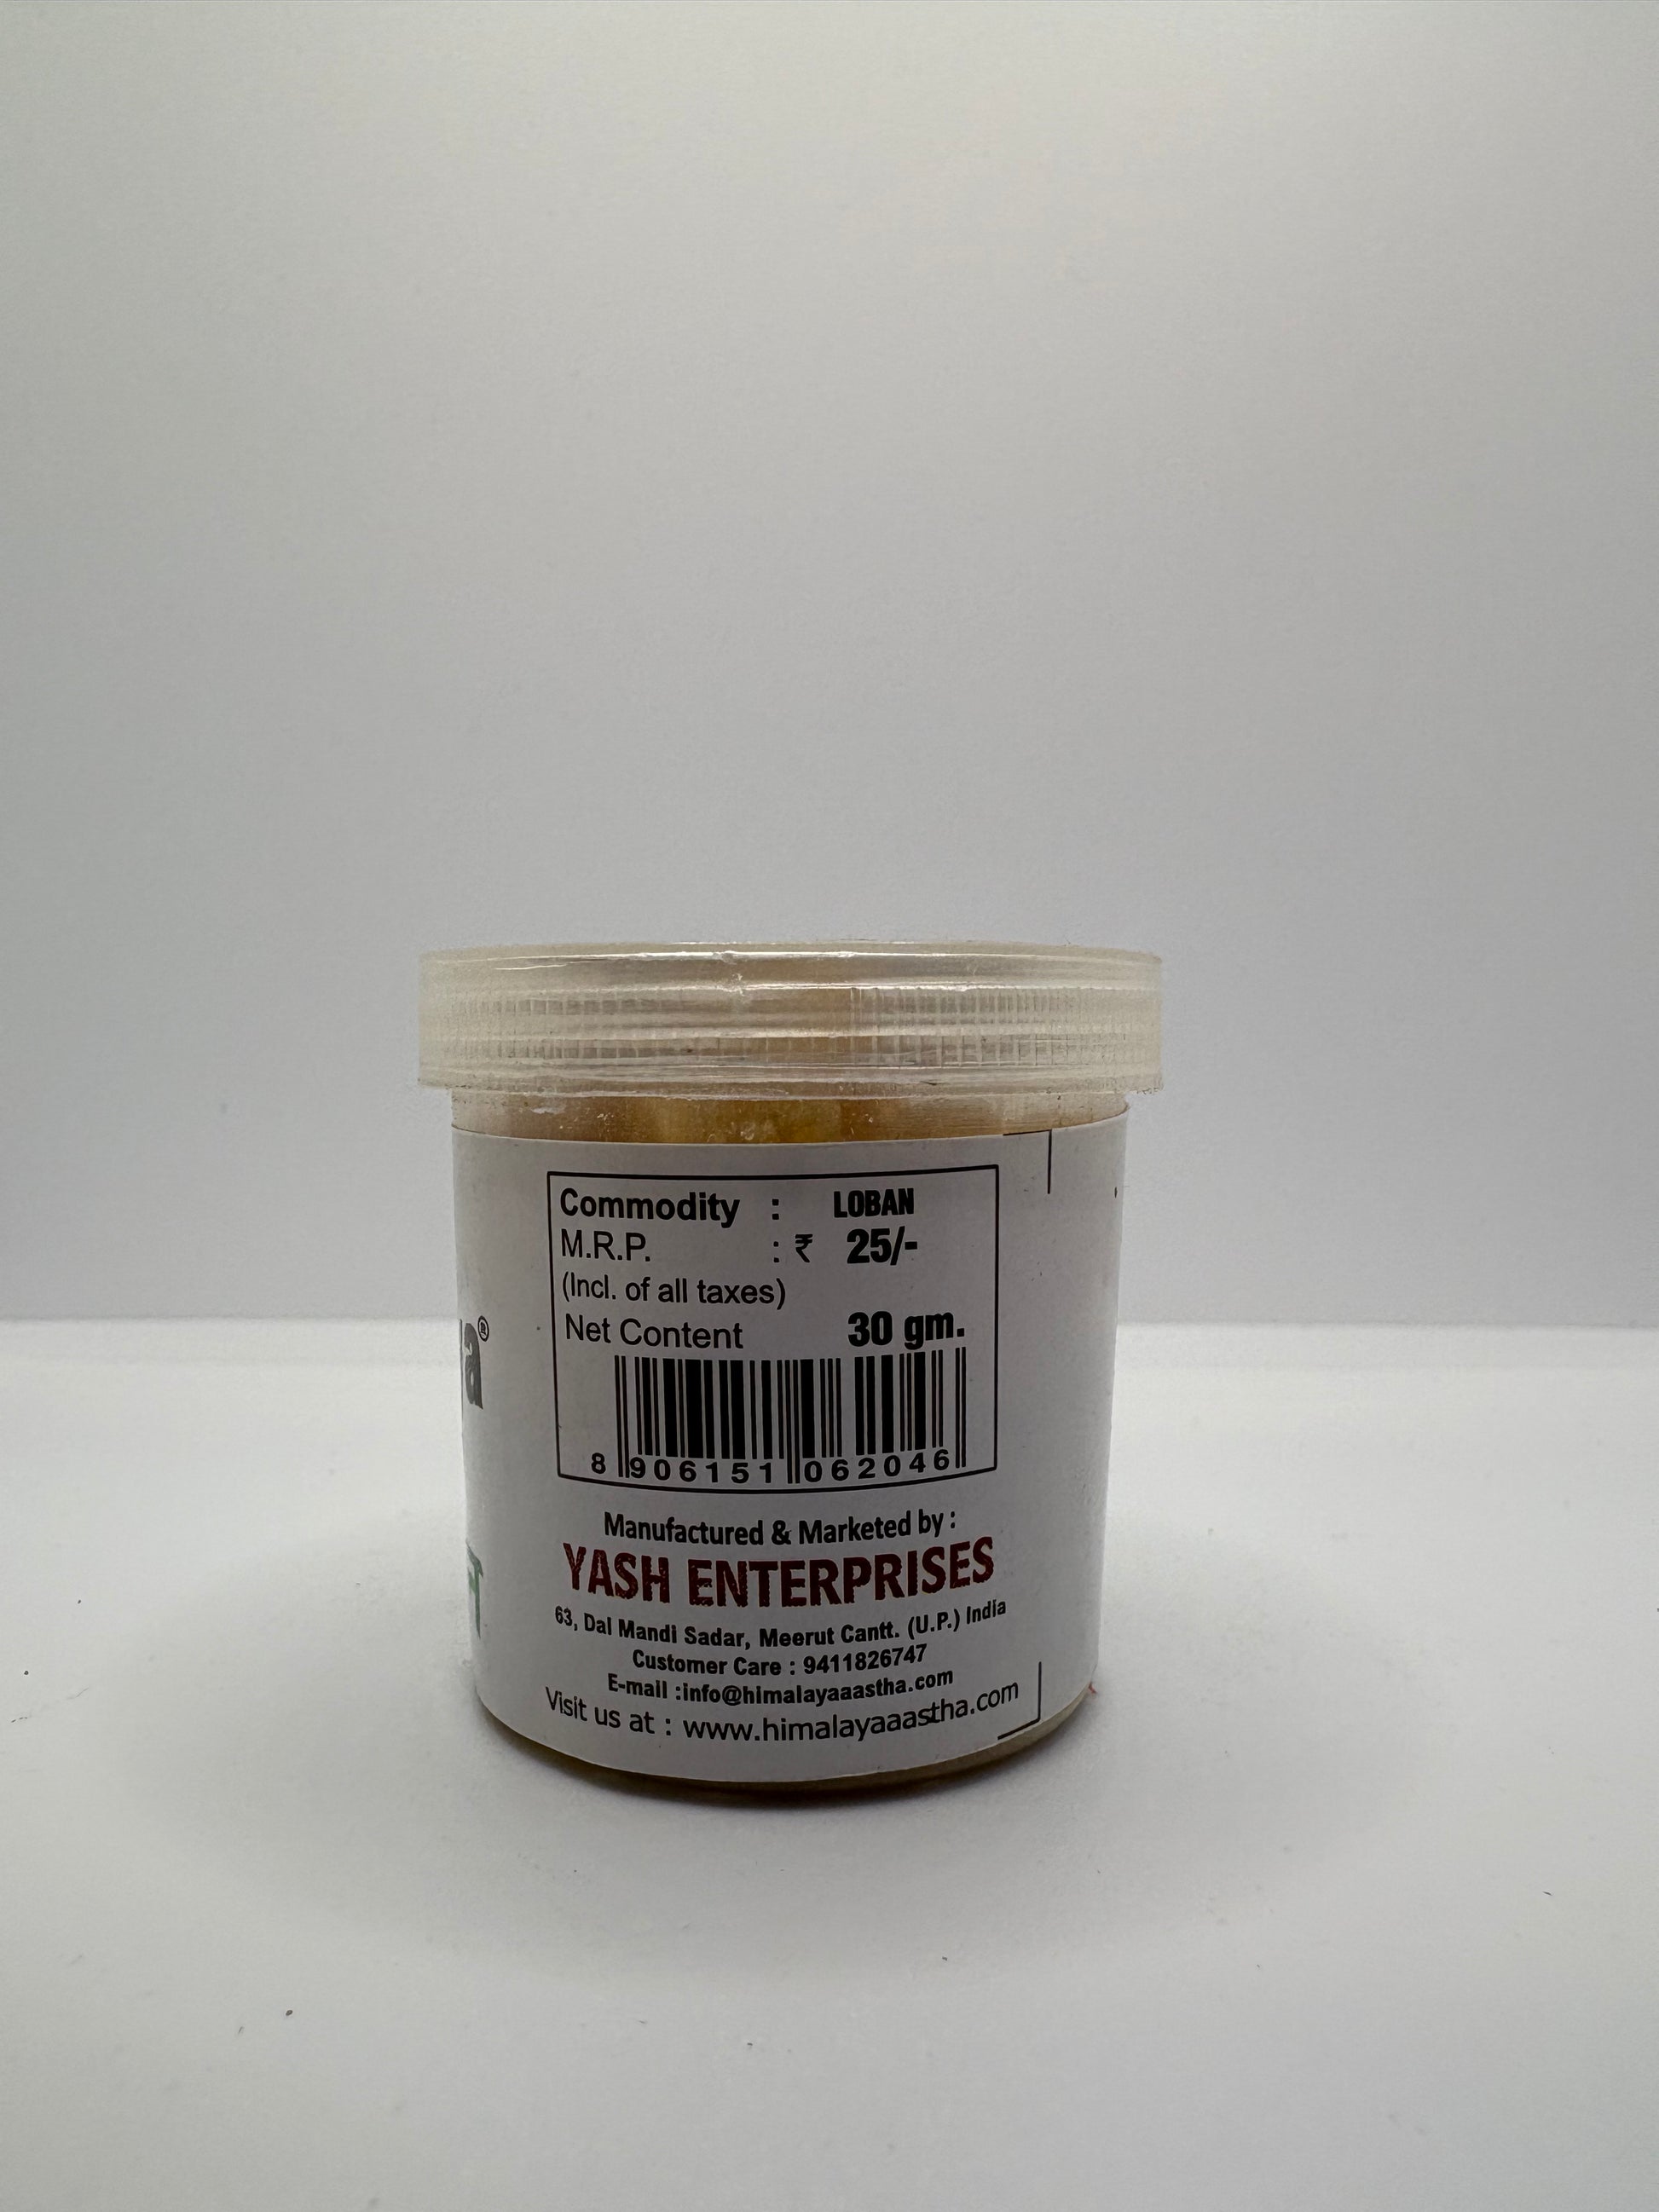 Commodity : LOBAN
M.R.P. : ₹ 25/-
(Incl. of all taxes)
Net Content 30 gm.
8 906151 062046
Manufactured & Marketed by :
YASH ENTERPRISES
63, Dal Mandi Sadar, Meerut Cantt. (U.P.) India
Customer Care : 9411826747
E-mail :info@himalayaaastha.com
Visit us at : www.himalayaaastha.com